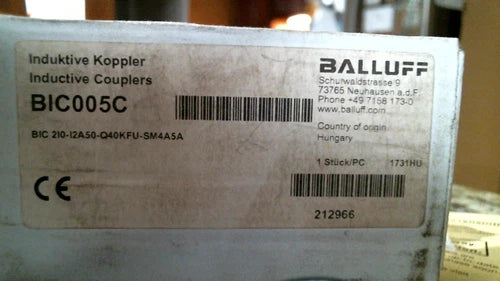 Induktive Koppler
Inductive Couplers
BIC005C
BIC 2I0-I2A50-Q40KFU-SM4A5A
CE
BALLUFF
Schurwaldstrasse 9
73765 Neuhausen a.d.F.
Phone +49 7158 173-0
www.balluff.com
Country of origin
Hungary
1 Stück/PC
1731HU
212966